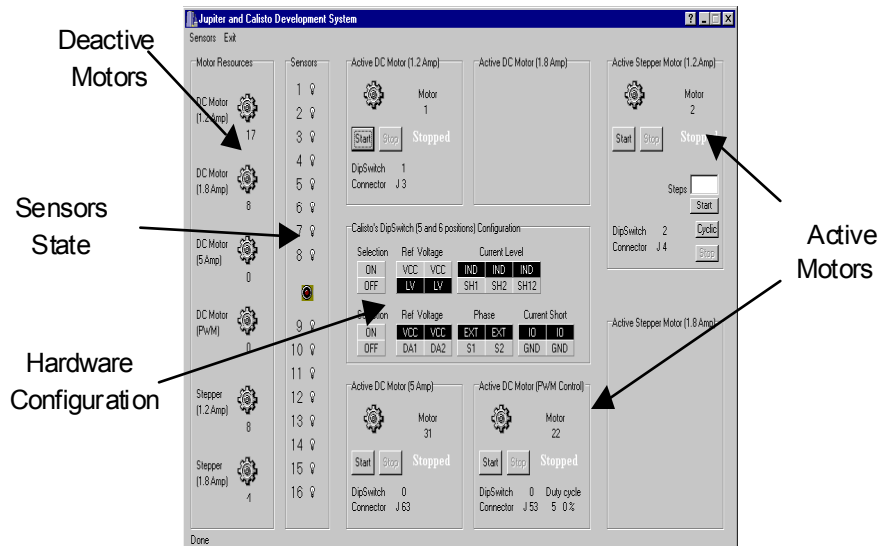 Jupiter and Calisto Development System
Sensors Exit
Deactive
Motors
Sensors
State
Hardware
Configuration
Motor Resources
DC Motor
(1.2 Amp)
17
DC Motor
(1.8 Amp)
8
DC Motor
(5 Amp)
0
DC Motor
(PWM)
0
Stepper
(1.2 Amp)
8
Stepper
(1.8 Amp)
4
Sensors
1
2
3
4
5
6
7
8
9
10
11
12
13
14
15
16
Active DC Motor (1.2 Amp)
Motor
1
Start Stop Stopped
DipSwitch 1
Connector J 3
Active DC Motor (1.8 Amp)
Active Stepper Motor (1.2 Amp)
Motor
2
Start Stop Stopped
Steps
Start
DipSwitch 2 Cyclic
Connector J 4
Stop
Calisto's DipSwitch (5 and 6 positions) Configuration
Selection Ref Voltage Current Level
ON VCC VCC IND IND IND
OFF LV LV SH1 SH2 SH12
Selection Ref Voltage Phase Current Short
ON VCC VCC EXT EXT IO IO
OFF DA1 DA2 S1 S2 GND GND
Active Stepper Motor (1.8 Amp)
Active DC Motor (5 Amp)
Motor
31
Start Stop Stopped
DipSwitch 0
Connector J 63
Active DC Motor (PWM Control)
Motor
22
Start Stop Stopped
DipSwitch 0 Duty cycle
Connector J 53 5 0 %
Active
Motors
Done